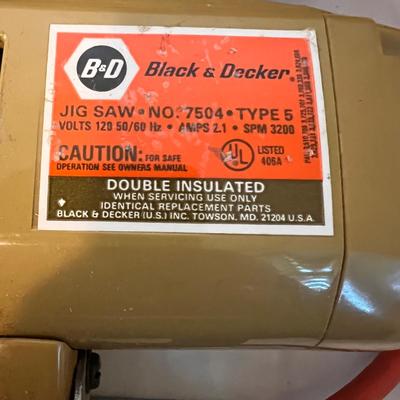 B&D Black & Decker®
JIG SAW • NO. 7504 • TYPE 5
VOLTS 120 50/60 Hz • AMPS 2.1 • SPM 3200
CAUTION: FOR SAFE
OPERATION SEE OWNERS MANUAL
UL LISTED
406A
DOUBLE INSULATED
WHEN SERVICING USE ONLY
IDENTICAL REPLACEMENT PARTS
BLACK & DECKER (U.S.) INC. TOWSON, MD. 21204 U.S.A.